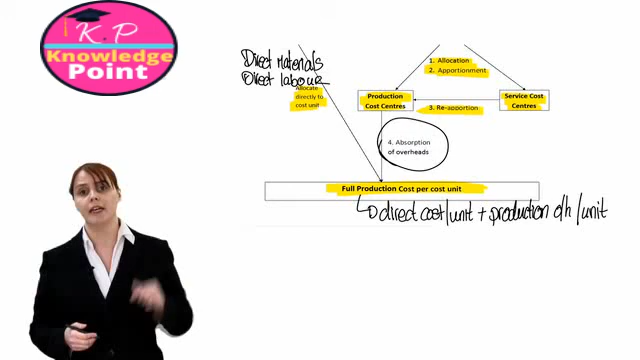 K.P
Knowledge
Point
Direct Materials
Direct labour
Allocate
directly to
cost unit
1. Allocation
2. Apportionment
Production
Cost Centres
3. Re-apportion
Service Cost
Centres
4. Absorption
of overheads
Full Production Cost per cost unit
direct cost/unit + production o/h /unit